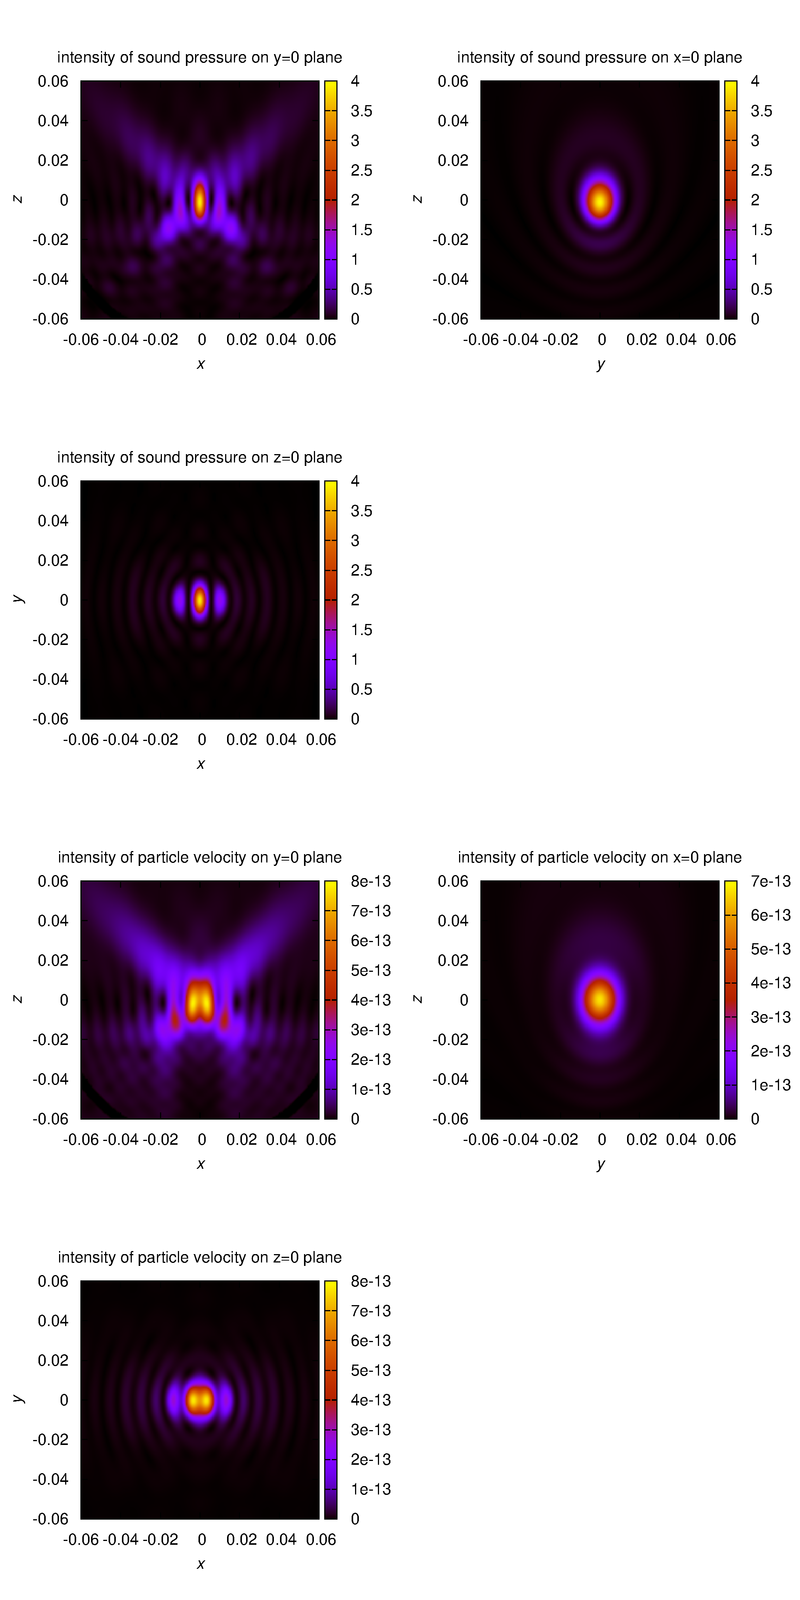 intensity of sound pressure on y=0 plane
0.06
0.04
0.02
0
-0.02
-0.04
-0.06
z
-0.06 -0.04 -0.02 0 0.02 0.04 0.06
x
4
3.5
3
2.5
2
1.5
1
0.5
0
intensity of sound pressure on x=0 plane
0.06
0.04
0.02
0
-0.02
-0.04
-0.06
z
-0.06 -0.04 -0.02 0 0.02 0.04 0.06
y
4
3.5
3
2.5
2
1.5
1
0.5
0
intensity of sound pressure on z=0 plane
0.06
0.04
0.02
0
-0.02
-0.04
-0.06
y
-0.06 -0.04 -0.02 0 0.02 0.04 0.06
x
4
3.5
3
2.5
2
1.5
1
0.5
0
intensity of particle velocity on y=0 plane
0.06
0.04
0.02
0
-0.02
-0.04
-0.06
z
-0.06 -0.04 -0.02 0 0.02 0.04 0.06
x
8e-13
7e-13
6e-13
5e-13
4e-13
3e-13
2e-13
1e-13
0
intensity of particle velocity on x=0 plane
0.06
0.04
0.02
0
-0.02
-0.04
-0.06
z
-0.06 -0.04 -0.02 0 0.02 0.04 0.06
y
7e-13
6e-13
5e-13
4e-13
3e-13
2e-13
1e-13
0
intensity of particle velocity on z=0 plane
0.06
0.04
0.02
0
-0.02
-0.04
-0.06
y
-0.06 -0.04 -0.02 0 0.02 0.04 0.06
x
8e-13
7e-13
6e-13
5e-13
4e-13
3e-13
2e-13
1e-13
0